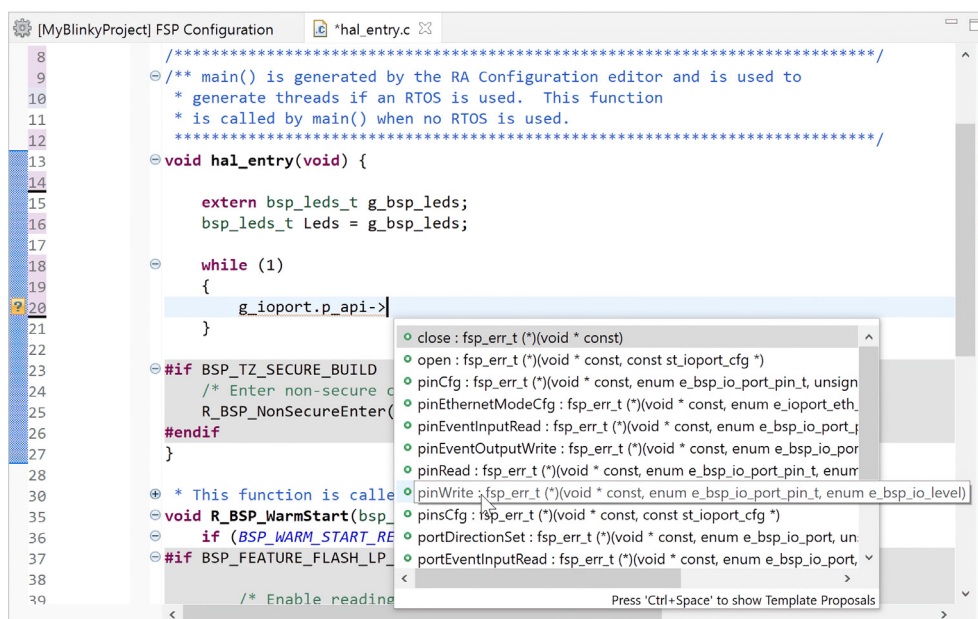 [MyBlinkyProject] FSP Configuration
*hal_entry.c
8 /****************************************************************************/
9 /** main() is generated by the RA Configuration editor and is used to
10 * generate threads if an RTOS is used.  This function
11 * is called by main() when no RTOS is used.
12 ****************************************************************************/
13 void hal_entry(void) {
14
15 extern bsp_leds_t g_bsp_leds;
16 bsp_leds_t Leds = g_bsp_leds;
17
18 while (1)
19 {
20 g_ioport.p_api->
21 }
22
23 #if BSP_TZ_SECURE_BUILD
24 /* Enter non-secure c
25 R_BSP_NonSecureEnter(
26 #endif
27 }
28
30 * This function is calle
35 void R_BSP_WarmStart(bsp_
36 if (BSP_WARM_START_RE
37 #if BSP_FEATURE_FLASH_LP_
38
39 /* Enable reading
close : fsp_err_t (*)(void * const)
open : fsp_err_t (*)(void * const, const st_ioport_cfg *)
pinCfg : fsp_err_t (*)(void * const, enum e_bsp_io_port_pin_t, unsign
pinEthernetModeCfg : fsp_err_t (*)(void * const, enum e_ioport_eth_
pinEventInputRead : fsp_err_t (*)(void * const, enum e_bsp_io_port_p
pinEventOutputWrite : fsp_err_t (*)(void * const, enum e_bsp_io_por
pinRead : fsp_err_t (*)(void * const, enum e_bsp_io_port_pin_t, enum
pinWrite : fsp_err_t (*)(void * const, enum e_bsp_io_port_pin_t, enum e_bsp_io_level)
pinsCfg : fsp_err_t (*)(void * const, const st_ioport_cfg *)
portDirectionSet : fsp_err_t (*)(void * const, enum e_bsp_io_port, un
portEventInputRead : fsp_err_t (*)(void * const, enum e_bsp_io_port,
Press 'Ctrl+Space' to show Template Proposals